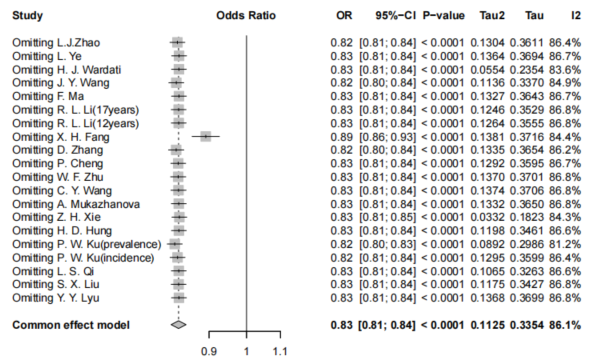 Study Odds Ratio OR 95%-CI P-value Tau2 Tau I2
Omitting L.J.Zhao 0.82 [0.81; 0.84] < 0.0001 0.1304 0.3611 86.4%
Omitting L. Ye 0.83 [0.81; 0.84] < 0.0001 0.1364 0.3694 86.8%
Omitting H. J. Wardati 0.83 [0.81; 0.84] < 0.0001 0.0554 0.2354 83.6%
Omitting J. Y. Wang 0.82 [0.80; 0.84] < 0.0001 0.1136 0.3370 84.9%
Omitting F. Ma 0.83 [0.81; 0.84] < 0.0001 0.1327 0.3643 86.7%
Omitting R. L. Li(17years) 0.83 [0.81; 0.84] < 0.0001 0.1246 0.3529 86.8%
Omitting R. L. Li(12years) 0.83 [0.81; 0.84] < 0.0001 0.1264 0.3555 86.8%
Omitting X. H. Fang 0.89 [0.86; 0.93] < 0.0001 0.1381 0.3716 84.4%
Omitting D. Zhang 0.82 [0.80; 0.84] < 0.0001 0.1335 0.3654 86.2%
Omitting P. Cheng 0.83 [0.81; 0.84] < 0.0001 0.1292 0.3595 86.7%
Omitting W. F. Zhu 0.83 [0.81; 0.84] < 0.0001 0.1370 0.3701 86.8%
Omitting C. Y. Wang 0.83 [0.81; 0.84] < 0.0001 0.1374 0.3706 86.8%
Omitting A. Mukazhanova 0.83 [0.81; 0.84] < 0.0001 0.1332 0.3650 86.8%
Omitting Z. H. Xie 0.83 [0.81; 0.85] < 0.0001 0.0332 0.1823 84.3%
Omitting H. D. Hung 0.83 [0.81; 0.84] < 0.0001 0.1198 0.3461 86.8%
Omitting P. W. Ku(prevalence) 0.82 [0.80; 0.83] < 0.0001 0.0892 0.2986 81.2%
Omitting P. W. Ku(incidence) 0.82 [0.81; 0.84] < 0.0001 0.1295 0.3599 86.4%
Omitting L. S. Qi 0.83 [0.81; 0.84] < 0.0001 0.1065 0.3263 86.8%
Omitting S. X. Liu 0.83 [0.81; 0.84] < 0.0001 0.1175 0.3427 86.8%
Omitting Y. Y. Lyu 0.83 [0.81; 0.84] < 0.0001 0.1368 0.3699 86.8%
Common effect model 0.83 [0.81; 0.84] < 0.0001 0.1125 0.3354 86.1%
0.9 1 1.1